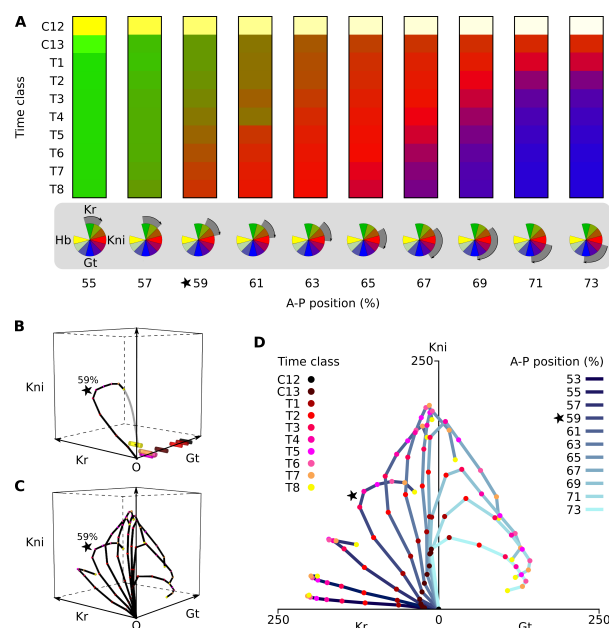 A
C12
C13
T1
T2
T3
T4
T5
T6
T7
T8
Time class
Kr
Hb
Kni
Gt
55 57 59 61 63 65 67 69 71 73
A-P position (%)
B
Kni
59%
Kr
O
Gt
C
Kni
59%
Kr
O
Gt
D
Kni
250
Time class
C12
C13
T1
T2
T3
T4
T5
T6
T7
T8
A-P position (%)
53
55
57
59
61
63
65
67
69
71
73
250 0 250
Kr Gt